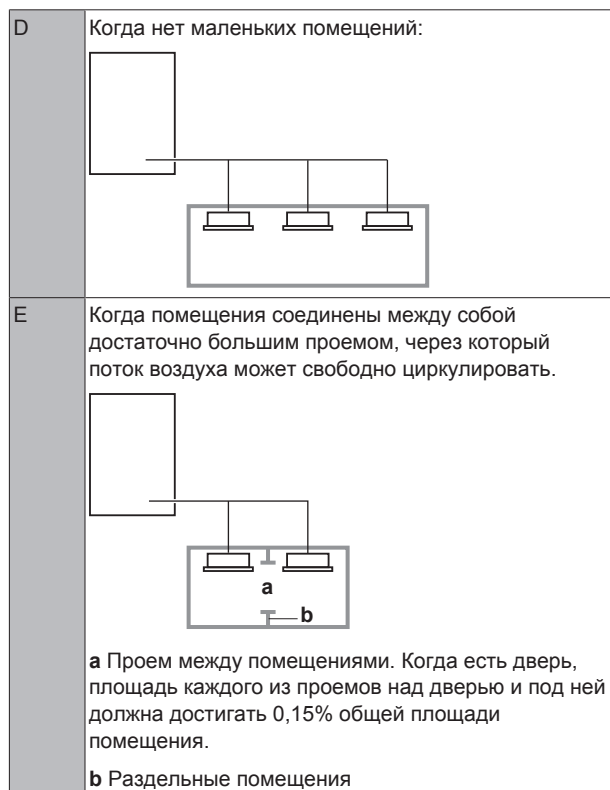 D
Когда нет маленьких помещений:
E
Когда помещения соединены между собой
достаточно большим проемом, через который
поток воздуха может свободно циркулировать.
a
b
a Проем между помещениями. Когда есть дверь,
площадь каждого из проемов над дверью и под ней
должна достигать 0,15% общей площади
помещения.
b Раздельные помещения